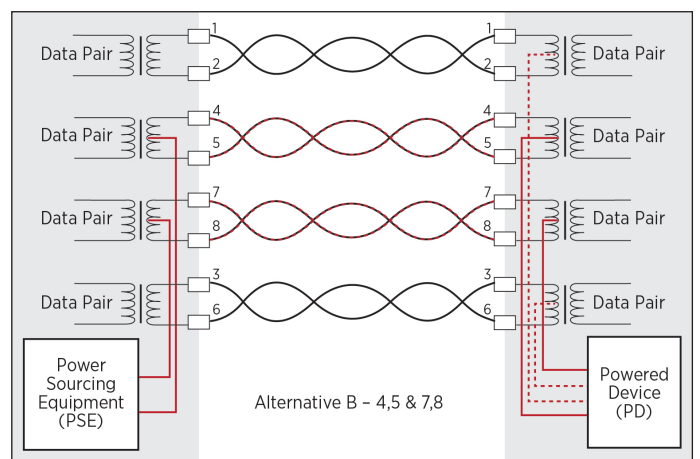 1 1
Data Pair Data Pair
2 2
4 4
Data Pair Data Pair
5 5
7 7
Data Pair Data Pair
8 8
3 3
Data Pair Data Pair
6 6
Power
Sourcing
Equipment
(PSE)
Alternative B – 4,5 & 7,8
Powered
Device
(PD)